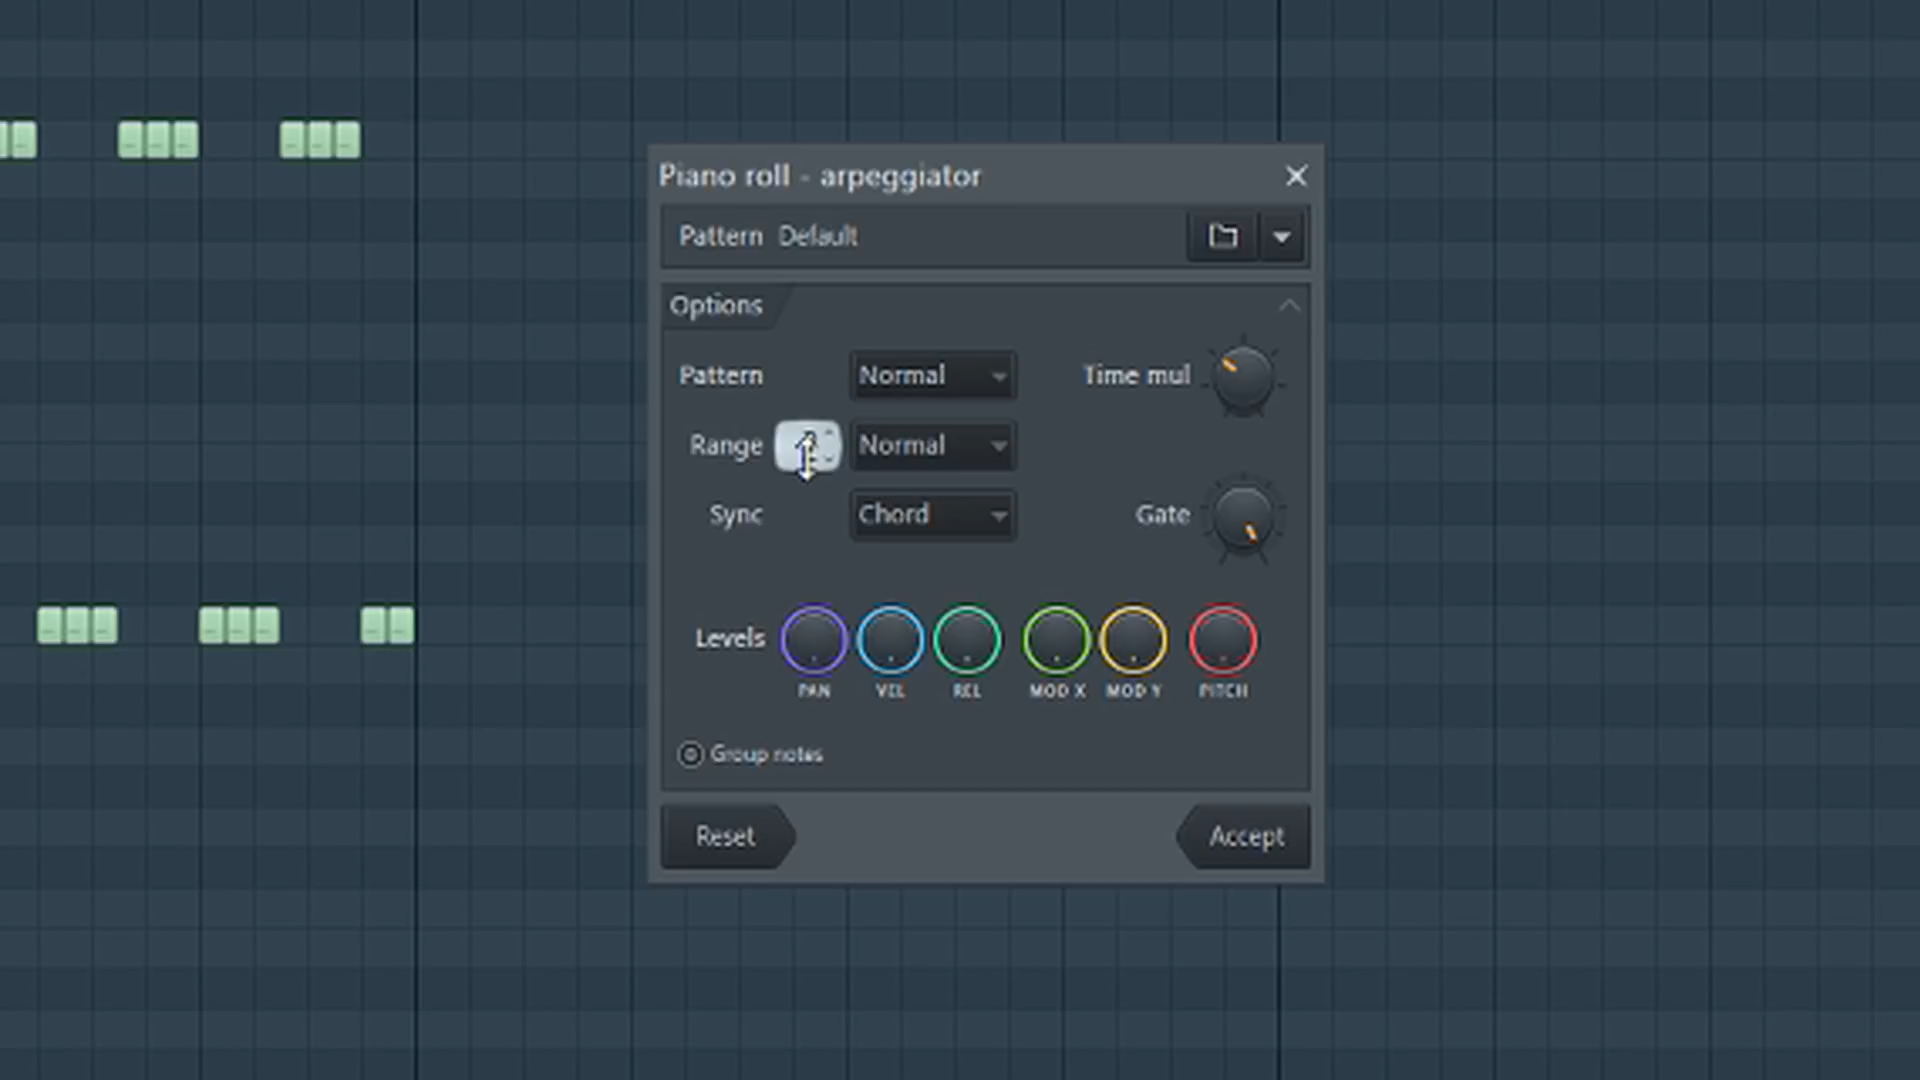 Piano roll - arpeggiator
Pattern Default
Options
Pattern Normal Time mul
Range Normal
Sync Chord Gate
Levels
PAN VEL REL MOD X MOD Y PITCH
Group notes
Reset Accept